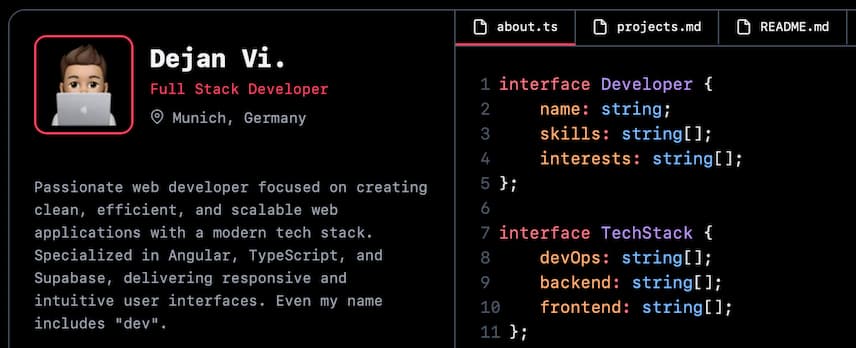 Dejan Vi.
Full Stack Developer
Munich, Germany
Passionate web developer focused on creating
clean, efficient, and scalable web
applications with a modern tech stack.
Specialized in Angular, TypeScript, and
Supabase, delivering responsive and
intuitive user interfaces. Even my name
includes "dev".
about.ts
projects.md
README.md
1 interface Developer {
2     name: string;
3     skills: string[];
4     interests: string[];
5 };
6
7 interface TechStack {
8     devOps: string[];
9     backend: string[];
10     frontend: string[];
11 };